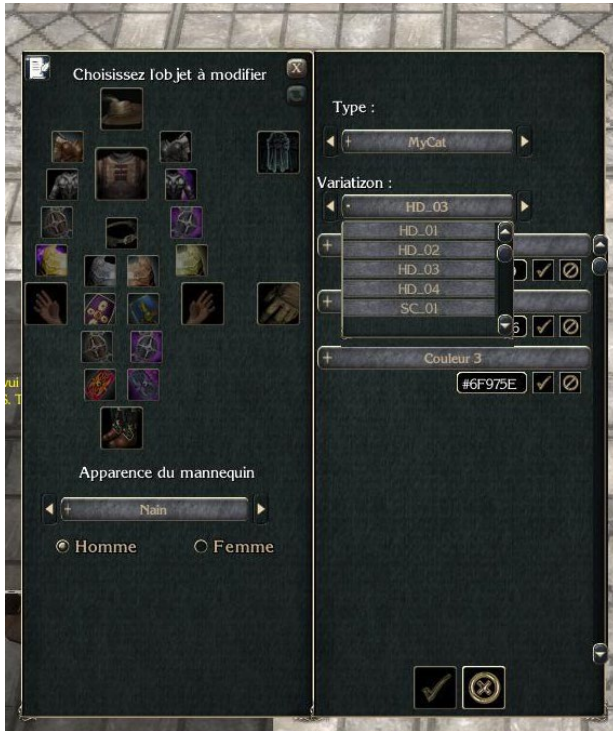 Choisissez l'objet à modifier
X
Type :
+ MyCat
Variatizon :
- HD_03
HD_01
HD_02
HD_03
HD_04
SC_01
+
+
+ Couleur 3
#6F975E
vui
. T
Apparence du mannequin
+ Nain
Homme
Femme